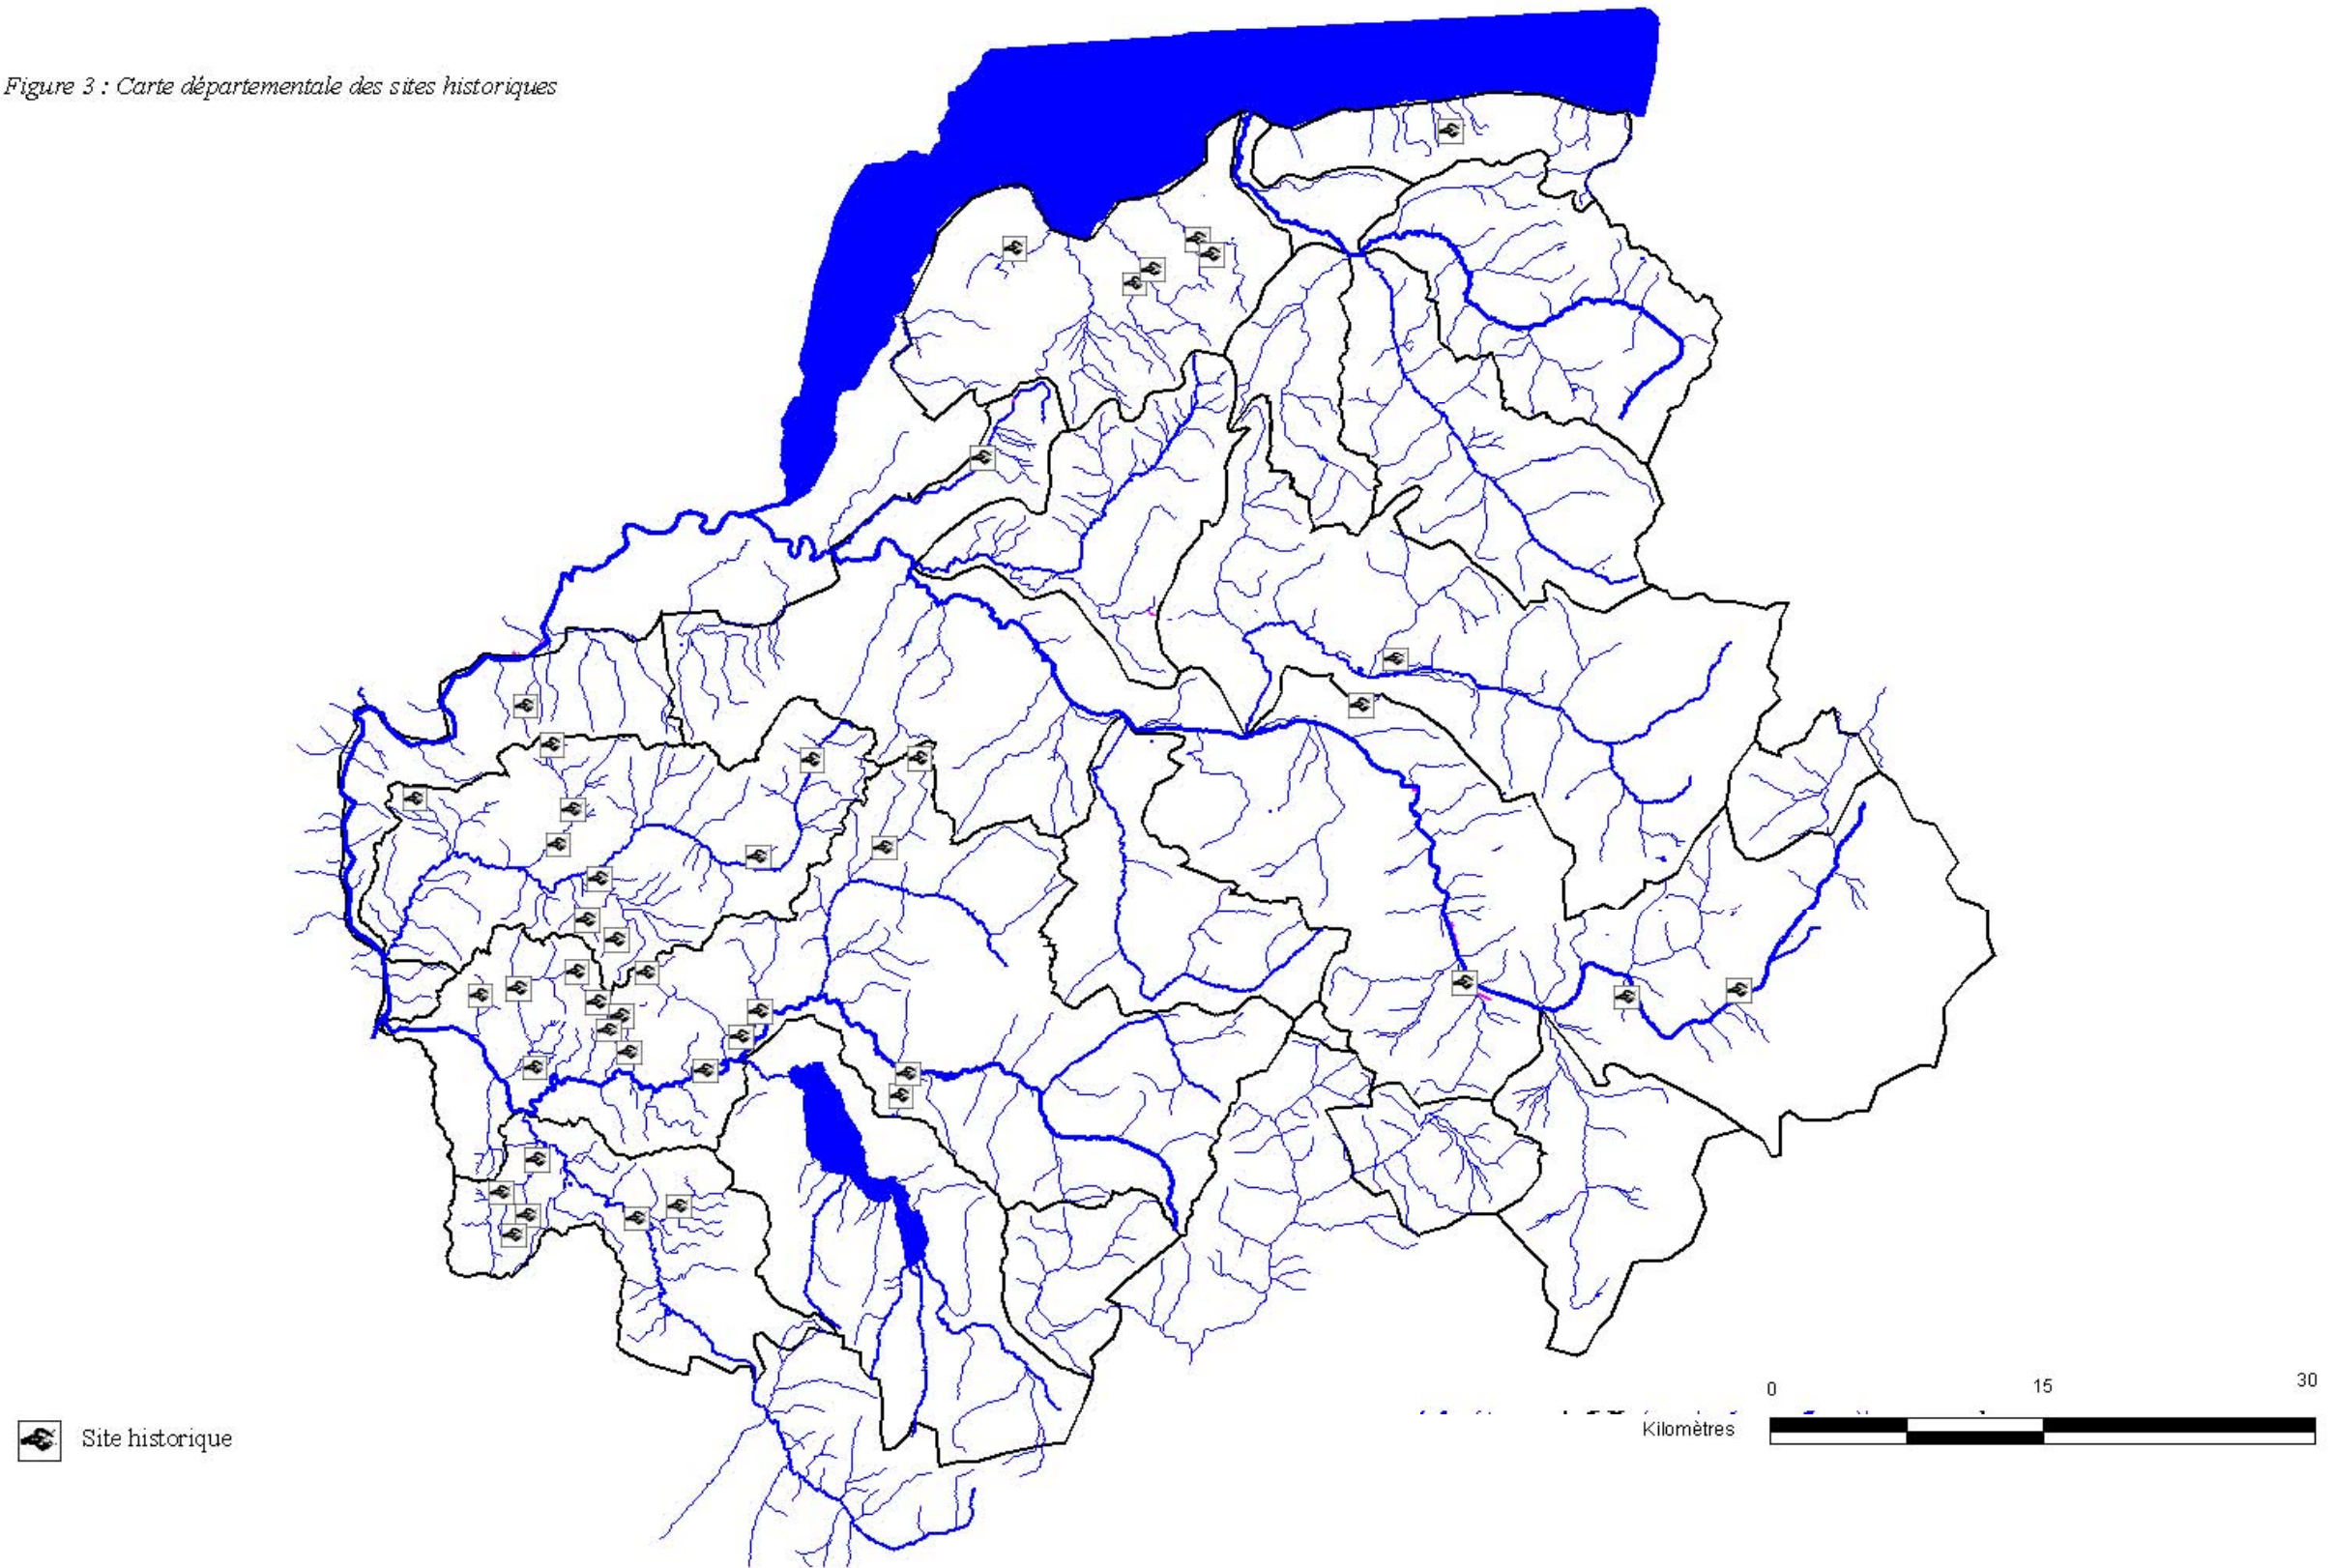 Figure 3 : Carte départementale des sites historiques
0 15 30
Kilomètres
Site historique